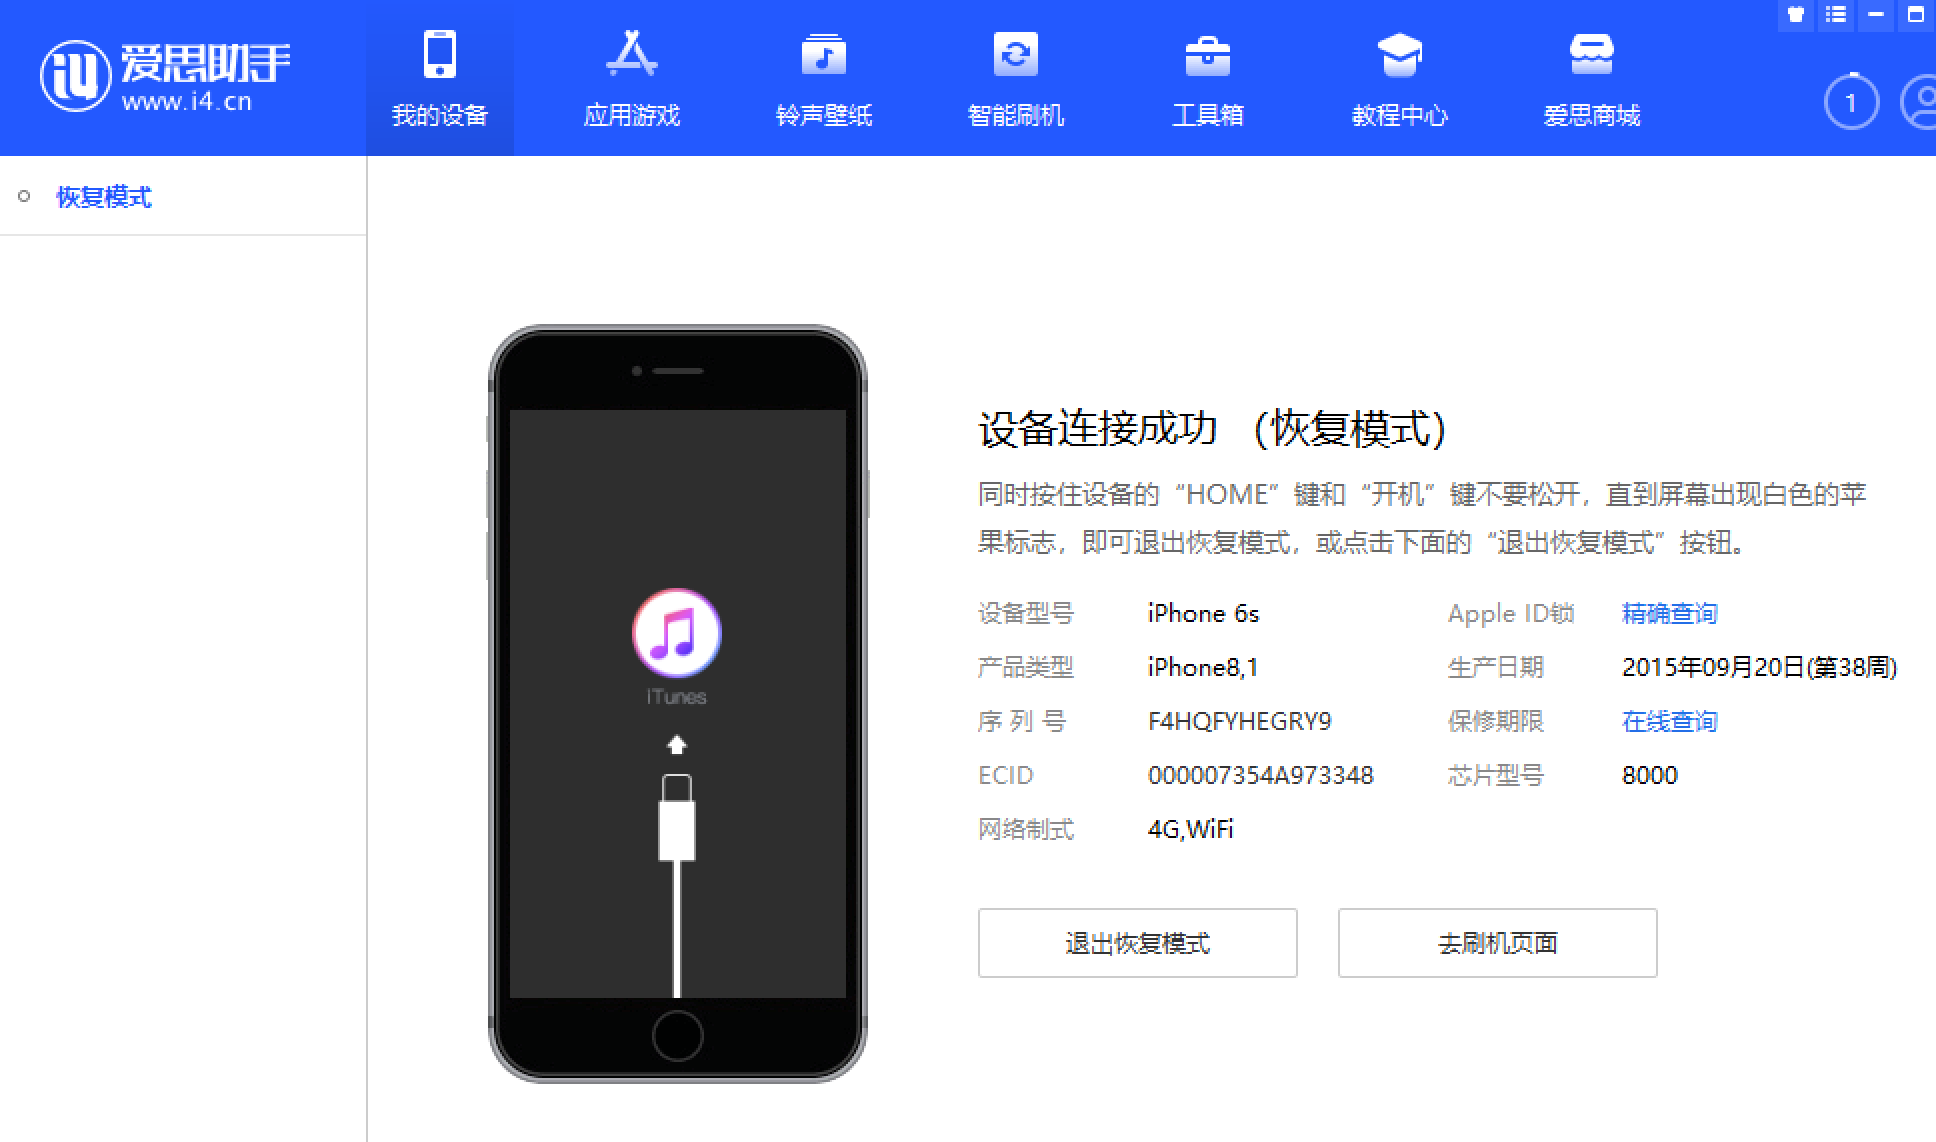 爱思助手
www.i4.cn
我的设备
应用游戏
铃声壁纸
智能刷机
工具箱
教程中心
爱思商城
1
恢复模式
iTunes
设备连接成功 （恢复模式）
同时按住设备的“HOME”键和“开机”键不要松开，直到屏幕出现白色的苹
果标志，即可退出恢复模式，或点击下面的“退出恢复模式”按钮。
设备型号 iPhone 6s Apple ID锁 精确查询
产品类型 iPhone8,1 生产日期 2015年09月20日(第38周)
序 列 号 F4HQFYHEGRY9 保修期限 在线查询
ECID 000007354A973348 芯片型号 8000
网络制式 4G,WiFi
退出恢复模式 去刷机页面